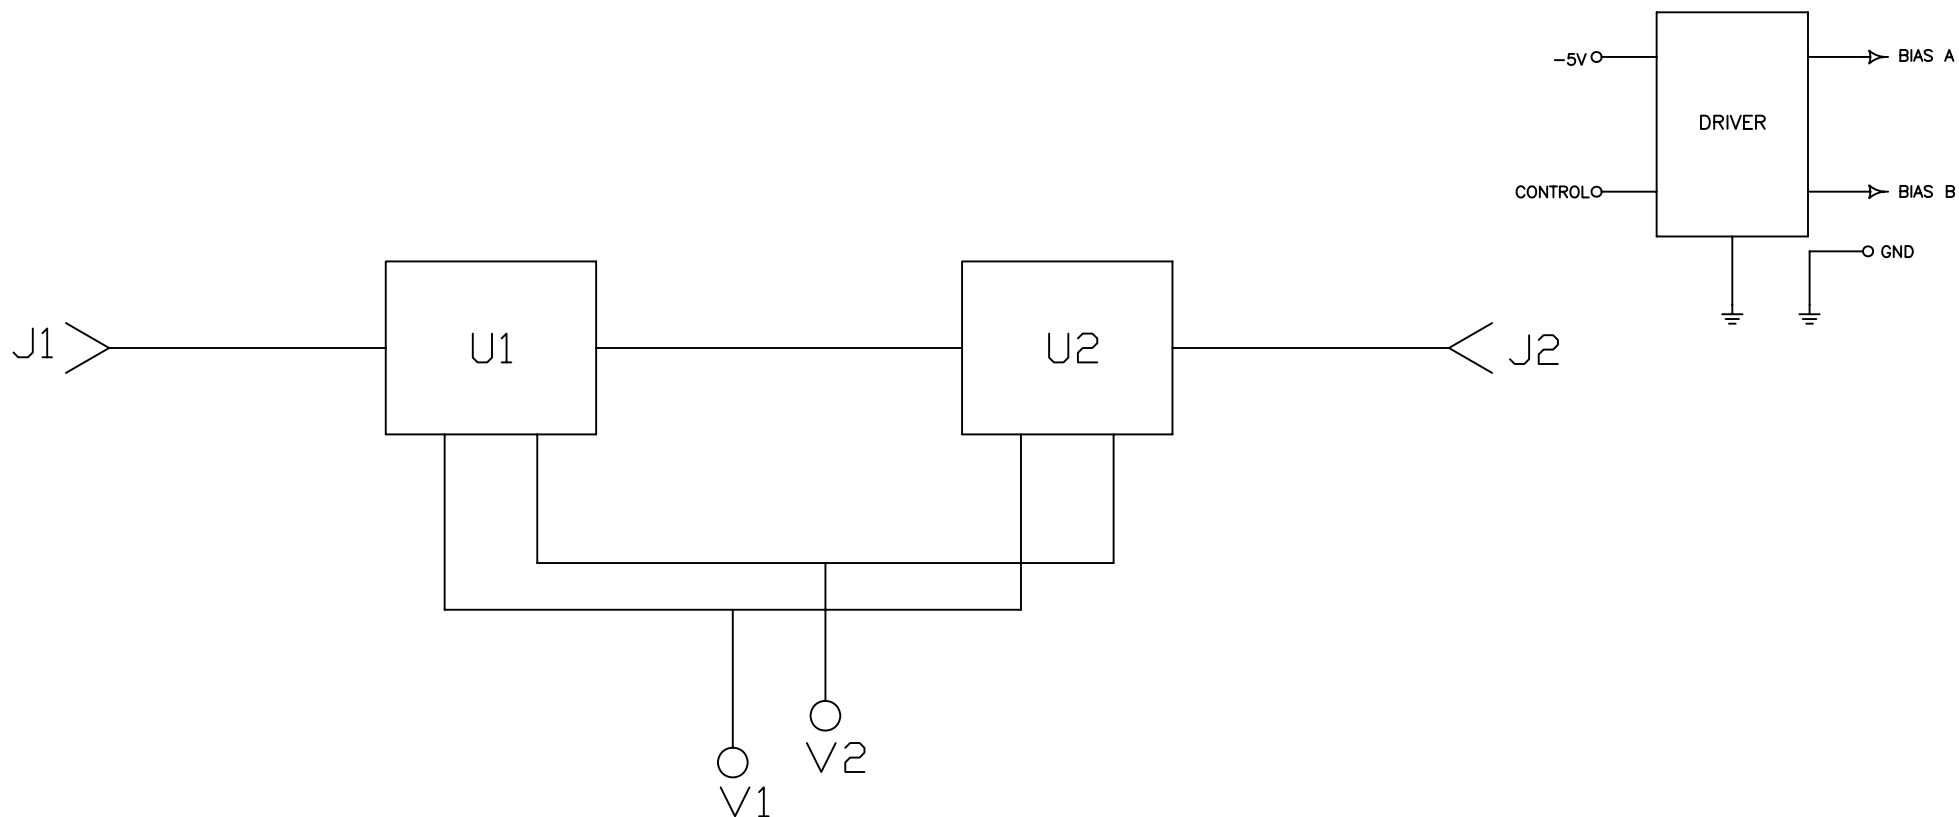 -5V
BIAS A
DRIVER
CONTROL
BIAS B
GND
J1
U1
U2
J2
V2
V1